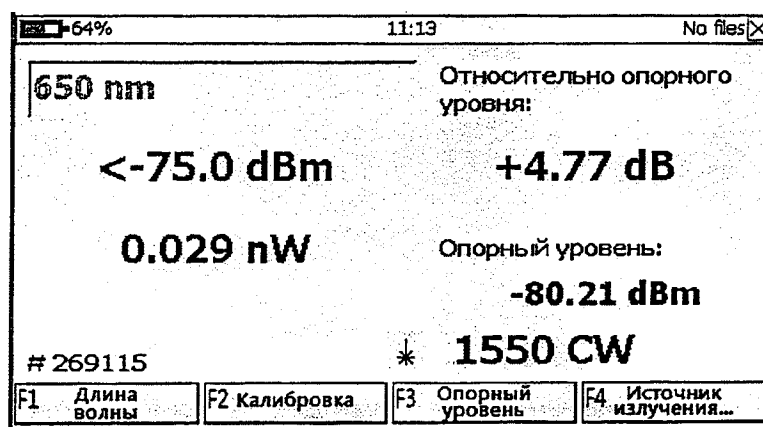 64% 11:13 No files
650 nm
Относительно опорного
уровня:
<-75.0 dBm
+4.77 dB
0.029 nW
Опорный уровень:
-80.21 dBm
1550 CW
# 269115
F1 Длина
волны
F2 Калибровка
F3 Опорный
уровень
F4 Источник
излучения...